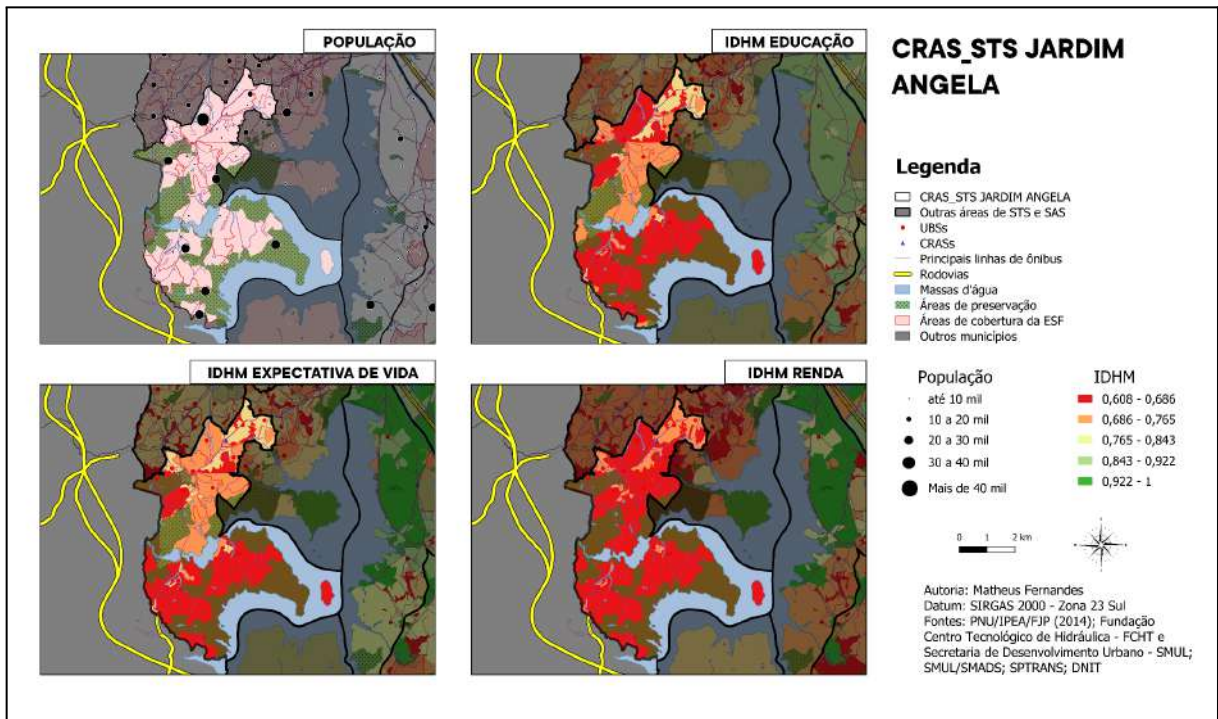 POPULAÇÃO
IDHM EDUCAÇÃO
IDHM EXPECTATIVA DE VIDA
IDHM RENDA
CRAS_STS JARDIM
ANGELA
Legenda
CRAS_STS JARDIM ANGELA
Outras áreas de STS e SAS
UBSs
CRASs
Principais linhas de ônibus
Rodovias
Massas d'água
Áreas de preservação
Áreas de cobertura da ESF
Outros municípios
População
até 10 mil
10 a 20 mil
20 a 30 mil
30 a 40 mil
Mais de 40 mil
IDHM
0,608 - 0,686
0,686 - 0,765
0,765 - 0,843
0,843 - 0,922
0,922 - 1
0 1 2 km
Autoria: Matheus Fernandes
Datum: SIRGAS 2000 - Zona 23 Sul
Fontes: PNU/IPEA/FJP (2014); Fundação
Centro Tecnológico de Hidráulica - FCHT e
Secretaria de Desenvolvimento Urbano - SMUL;
SMUL/SMADS; SPTRANS; DNIT